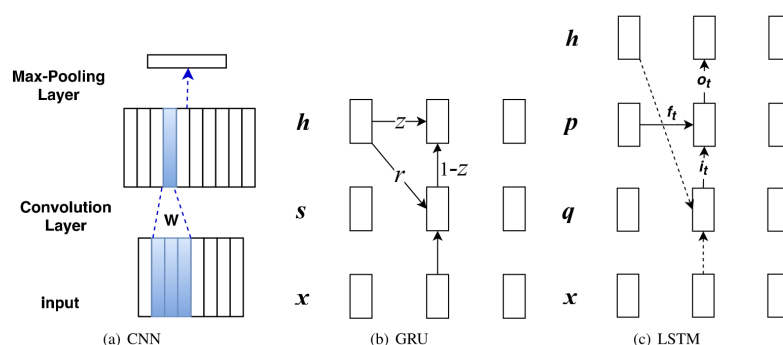 Max-Pooling
Layer
Convolution
Layer
W
input
(a) CNN
h
z
r
1-z
s
x
(b) GRU
h
o_t
p
f_t
i_t
q
x
(c) LSTM